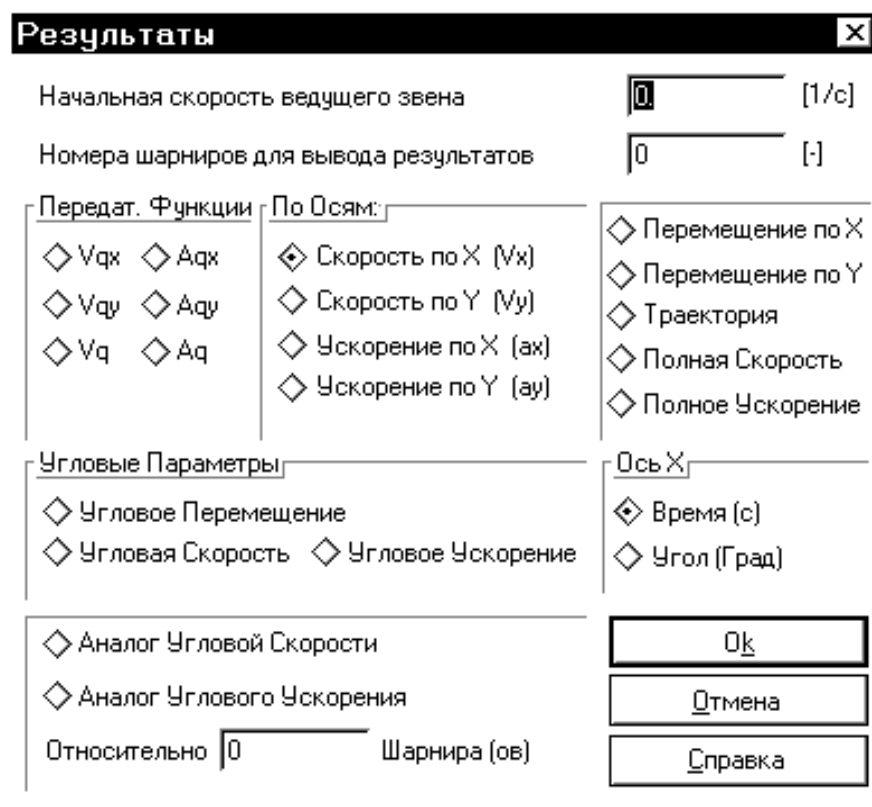 Результаты
Начальная скорость ведущего звена 0. [1/с]
Номера шарниров для вывода результатов 0 [-]
Передат. Функции
Vqx Aqx
Vqy Aqy
Vq Aq
По Осям:
Скорость по X (Vx)
Скорость по Y (Vy)
Ускорение по X (ax)
Ускорение по Y (ay)
Перемещение по X
Перемещение по Y
Траектория
Полная Скорость
Полное Ускорение
Угловые Параметры
Угловое Перемещение
Угловая Скорость Угловое Ускорение
Ось X
Время (с)
Угол (Град)
Аналог Угловой Скорости
Аналог Углового Ускорения
Относительно 0 Шарнира (ов)
Ok
Отмена
Справка